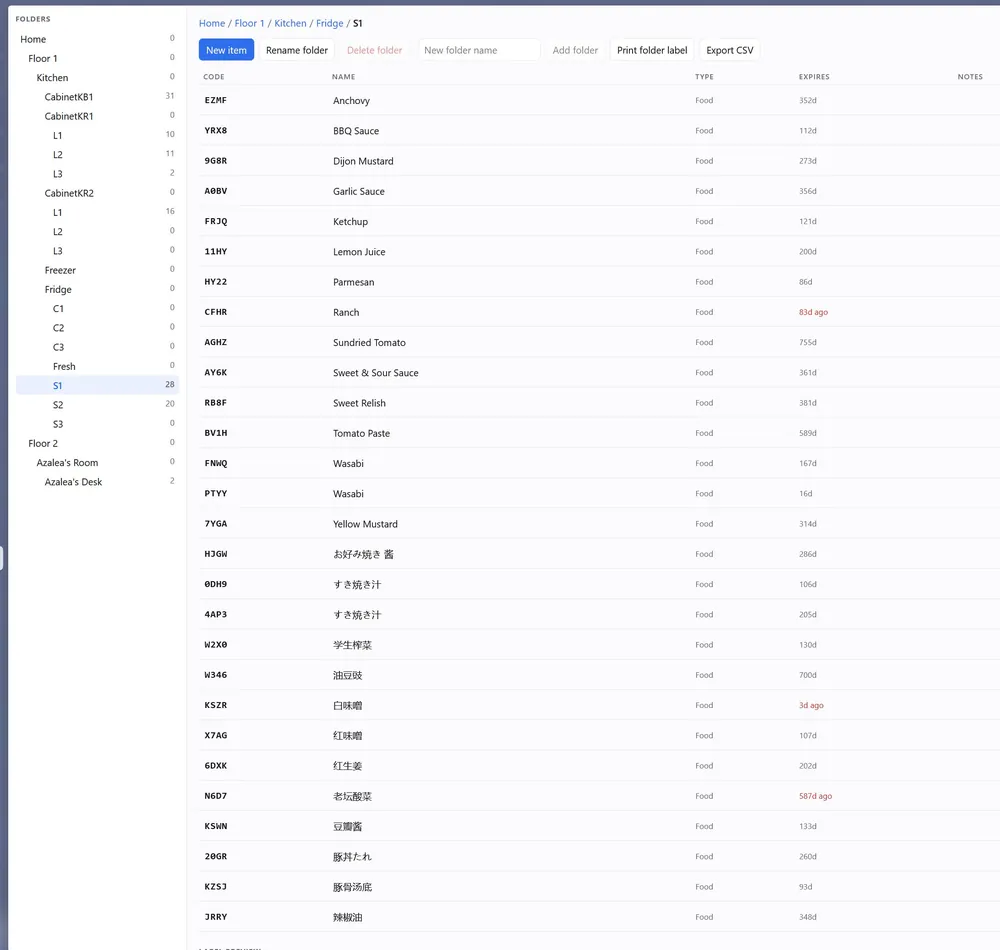 FOLDERS
Home 0
Floor 1 0
Kitchen 0
CabinetKB1 31
CabinetKR1 0
L1 10
L2 11
L3 2
CabinetKR2 0
L1 16
L2 0
L3 0
Freezer 0
Fridge 0
C1 0
C2 0
C3 0
Fresh 0
S1 28
S2 20
S3 0
Floor 2 0
Azalea's Room 0
Azalea's Desk 2
Home / Floor 1 / Kitchen / Fridge / S1
New item Rename folder Delete folder New folder name Add folder Print folder label Export CSV
CODE NAME TYPE EXPIRES NOTES
EZMF Anchovy Food 352d
YRX8 BBQ Sauce Food 112d
9G8R Dijon Mustard Food 273d
A0BV Garlic Sauce Food 356d
FRJQ Ketchup Food 121d
11HY Lemon Juice Food 200d
HY22 Parmesan Food 86d
CFHR Ranch Food 83d ago
AGHZ Sundried Tomato Food 755d
AY6K Sweet & Sour Sauce Food 361d
RB8F Sweet Relish Food 381d
BV1H Tomato Paste Food 589d
FNWQ Wasabi Food 167d
PTYY Wasabi Food 16d
7YGA Yellow Mustard Food 314d
HJGW お好み焼き 酱 Food 286d
0DH9 すき焼き汁 Food 106d
4AP3 すき焼き汁 Food 205d
W2X0 学生榨菜 Food 130d
W346 油豆豉 Food 700d
KSZR 白味噌 Food 3d ago
X7AG 红味噌 Food 107d
6DXK 红生姜 Food 202d
N6D7 老坛酸菜 Food 587d ago
KSWN 豆瓣酱 Food 133d
20GR 豚丼たれ Food 260d
KZSJ 豚骨汤底 Food 93d
JRRY 辣椒油 Food 348d